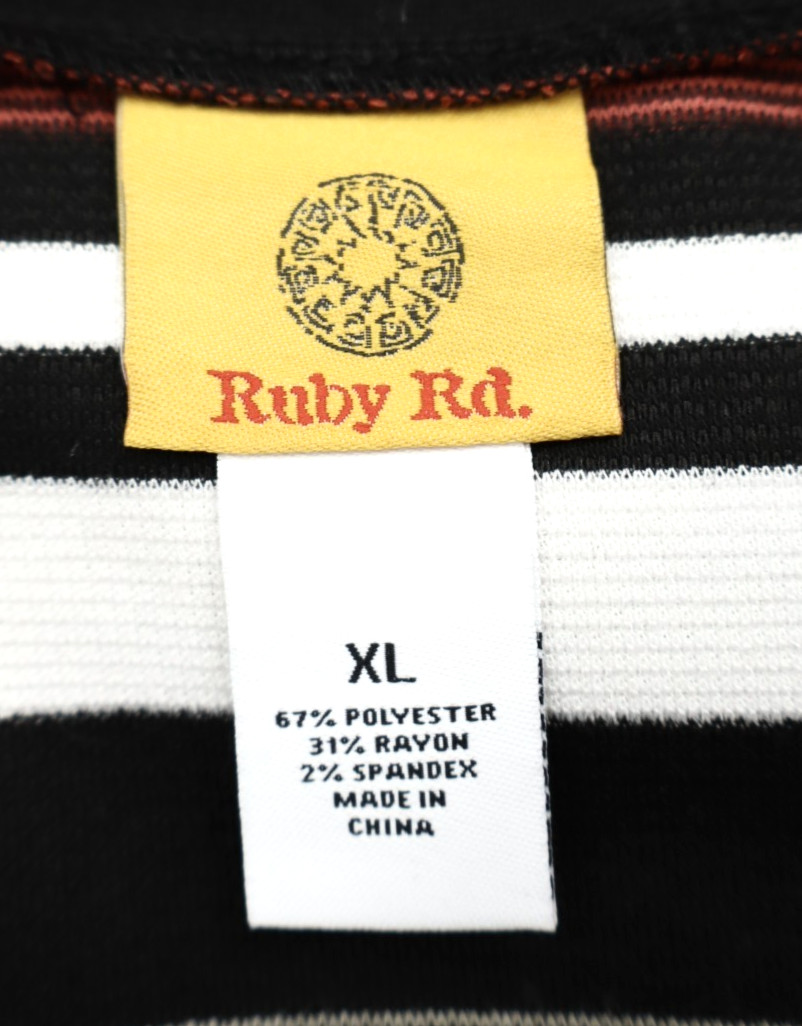 Ruby Rd.
XL
67% POLYESTER
31% RAYON
2% SPANDEX
MADE IN
CHINA